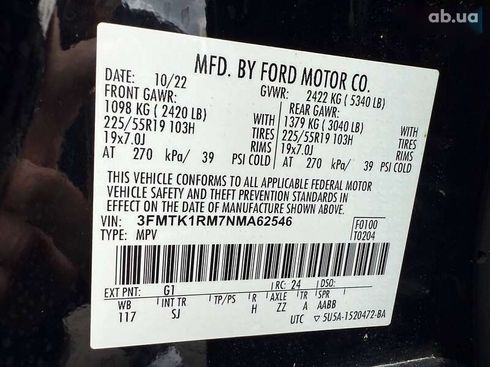 ab.ua
MFD. BY FORD MOTOR CO.
DATE: 10/22 GVWR: 2422 KG (5340 LB)
FRONT GAWR: REAR GAWR:
1098 KG (2420 LB) WITH 1379 KG (3040 LB) WITH
225/55R19 103H TIRES 225/55R19 103H TIRES
19x7.0J RIMS 19x7.0J RIMS
AT 270 kPa/ 39 PSI COLD AT 270 kPa/ 39 PSI COLD
THIS VEHICLE CONFORMS TO ALL APPLICABLE FEDERAL MOTOR
VEHICLE SAFETY AND THEFT PREVENTION STANDARDS IN
EFFECT ON THE DATE OF MANUFACTURE SHOWN ABOVE.
VIN: 3FMTK1RM7NMA62546 F0100
TYPE: MPV T0204
EXT PNT: G1 RC: 24 DSO:
WB INT TR TP/PS R AXLE TR SPR
117 SJ H ZZ A AABB
UTC ▽5U5A-1520472-BA